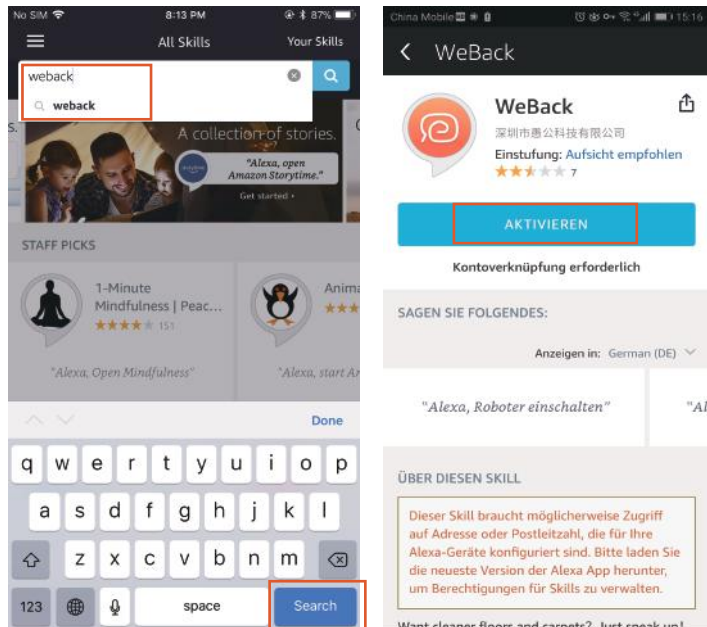 No SIM 8:13 PM 87%
All Skills Your Skills
weback
weback
A collection of stories.
"Alexa, open
Amazon Storytime."
Get started ›
STAFF PICKS
1-Minute
Mindfulness | Peac...
151
"Alexa, Open Mindfulness"
Anima
"Alexa, start An
Done
q w e r t y u i o p
a s d f g h j k l
z x c v b n m
123 space Search
China Mobile 15:16
WeBack
WeBack
深圳市愚公科技有限公司
Einstufung: Aufsicht empfohlen
7
AKTIVIEREN
Kontoverknüpfung erforderlich
SAGEN SIE FOLGENDES:
Anzeigen in: German (DE)
"Alexa, Roboter einschalten"
"Al
ÜBER DIESEN SKILL
Dieser Skill braucht möglicherweise Zugriff
auf Adresse oder Postleitzahl, die für Ihre
Alexa-Geräte konfiguriert sind. Bitte laden Sie
die neueste Version der Alexa App herunter,
um Berechtigungen für Skills zu verwalten.
Want cleaner floors and carpets? Just speak up!